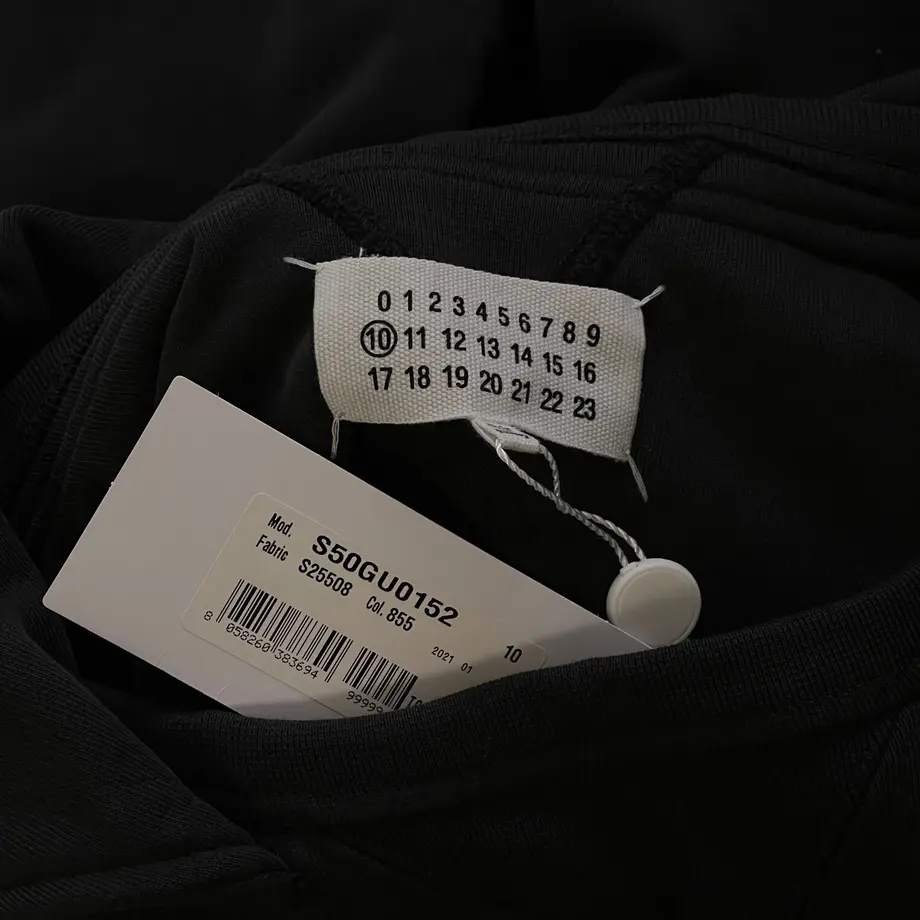 0 1 2 3 4 5 6 7 8 9
10 11 12 13 14 15 16
17 18 19 20 21 22 23
Mod. S50GU0152
Fabric S25508 Col. 855
2021 01 10
8 058260 383694